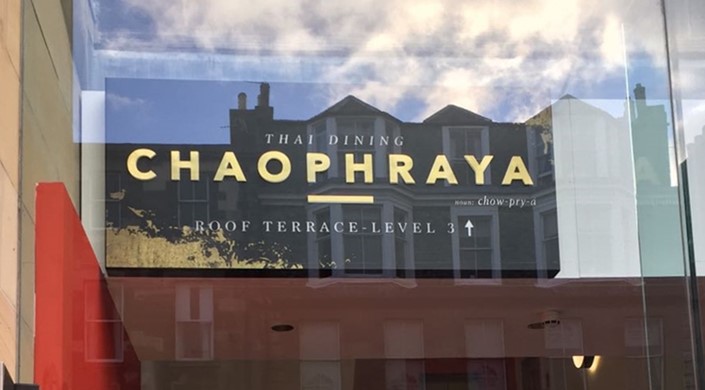 THAI DINING
CHAOPHRAYA
noun: chow-pry-a
ROOF TERRACE-LEVEL 3 ↑